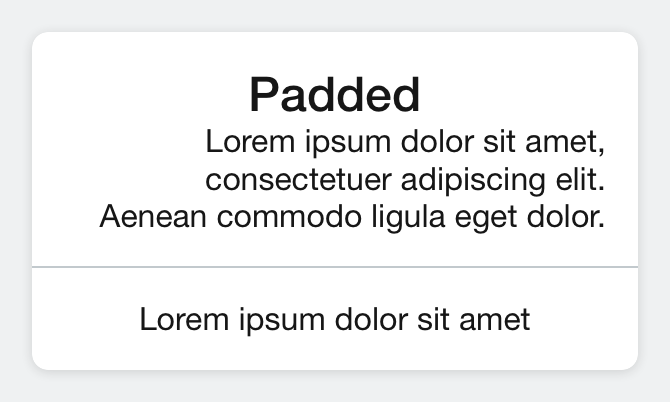 Padded
Lorem ipsum dolor sit amet,
consectetuer adipiscing elit.
Aenean commodo ligula eget dolor.
Lorem ipsum dolor sit amet